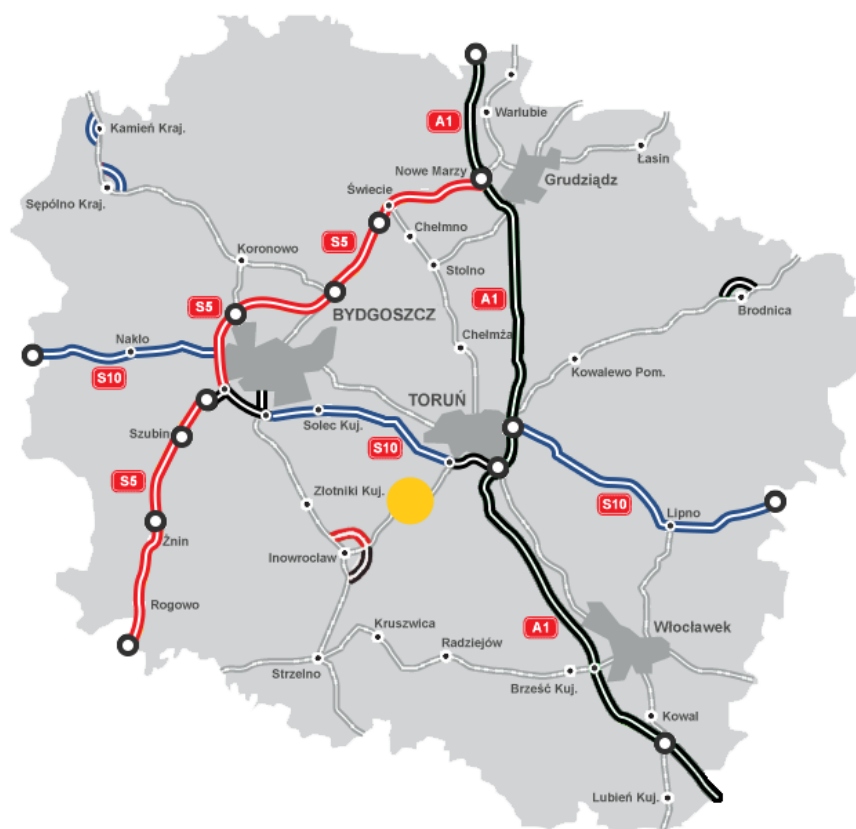 A1
Warlubie
Kamień Kraj.
Łasin
Nowe Marzy
Grudziądz
Świecie
Sępólno Kraj.
Chełmno
S5
Koronowo
Stolno
A1
S5
BYDGOSZCZ
Brodnica
Nakło
Chełmża
Kowalewo Pom.
S10
TORUŃ
Solec Kuj.
Szubin
S10
S5
Złotniki Kuj.
S10
Lipno
Żnin
Inowrocław
Rogowo
Kruszwica
A1
Włocławek
Radziejów
Strzelno
Brześć Kuj.
Kowal
Lubień Kuj.